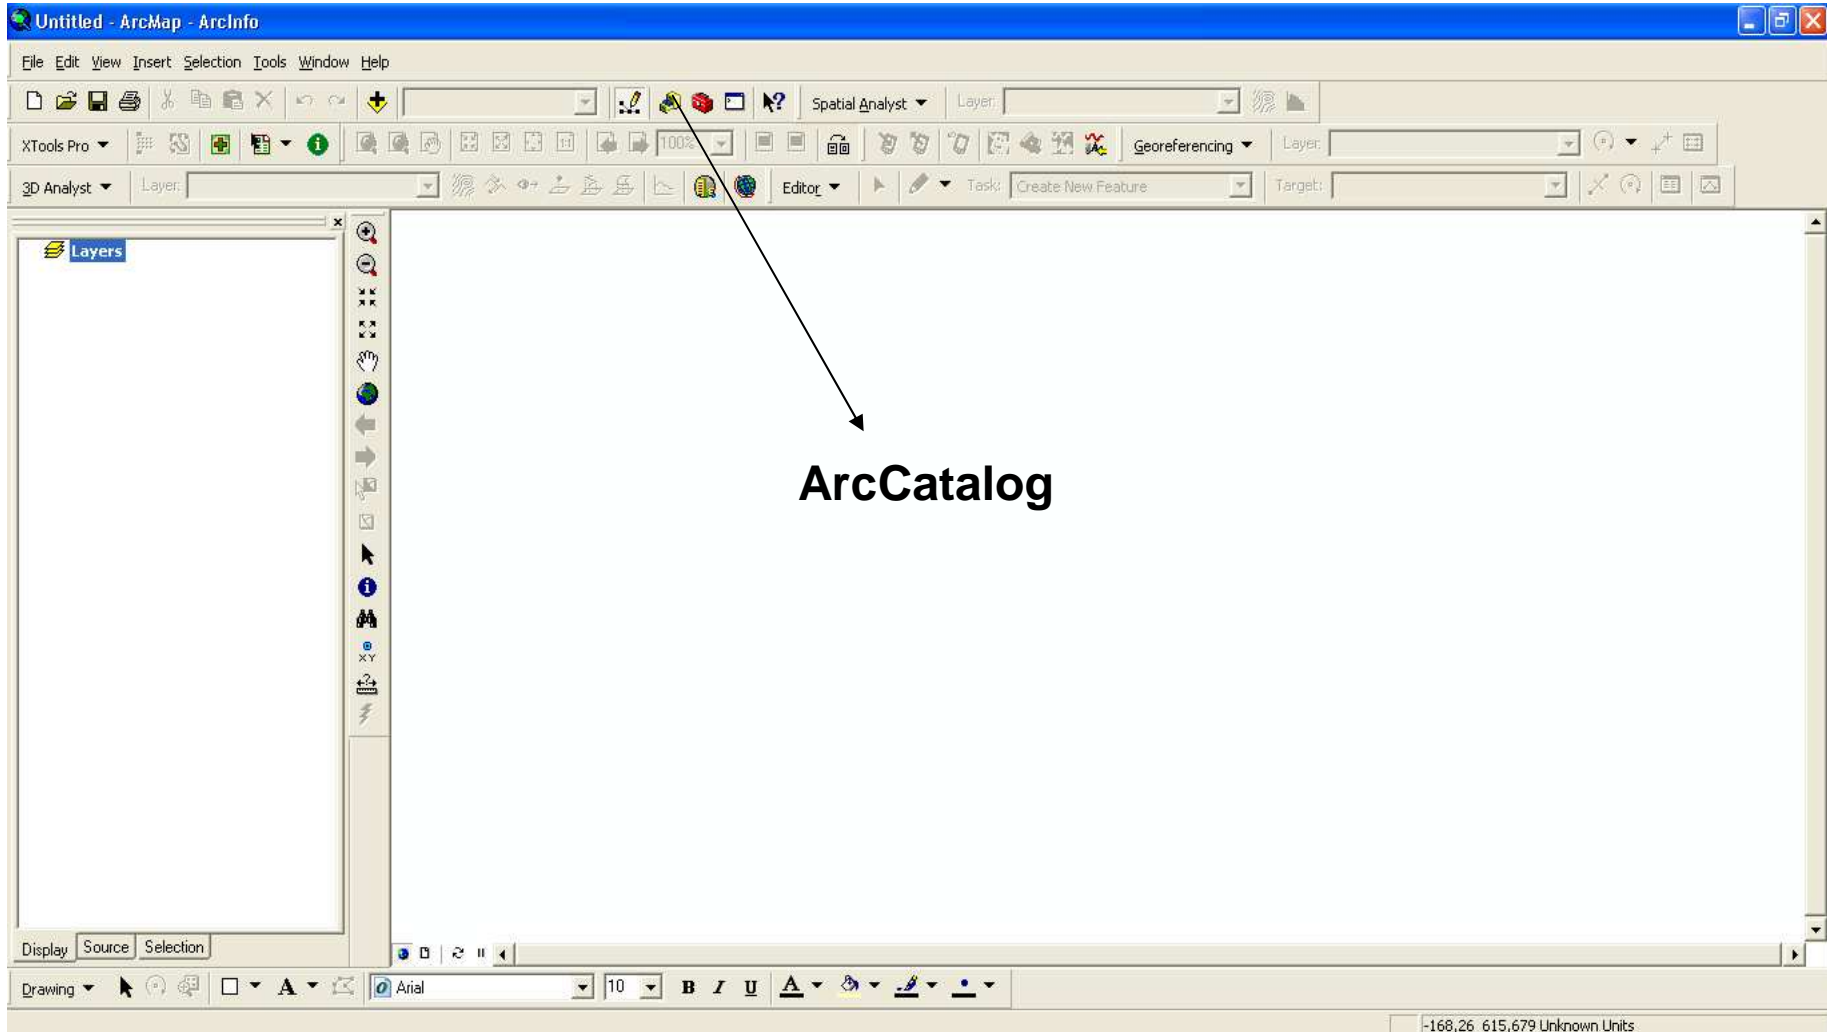 Untitled - ArcMap - ArcInfo
File Edit View Insert Selection Tools Window Help
Spatial Analyst Layer:
XTools Pro 100% Georeferencing Layer:
3D Analyst Layer: Editor Task: Create New Feature Target:
Layers
XY
ArcCatalog
Display Source Selection
Drawing A Arial 10 B I U A
-168,26 615,679 Unknown Units